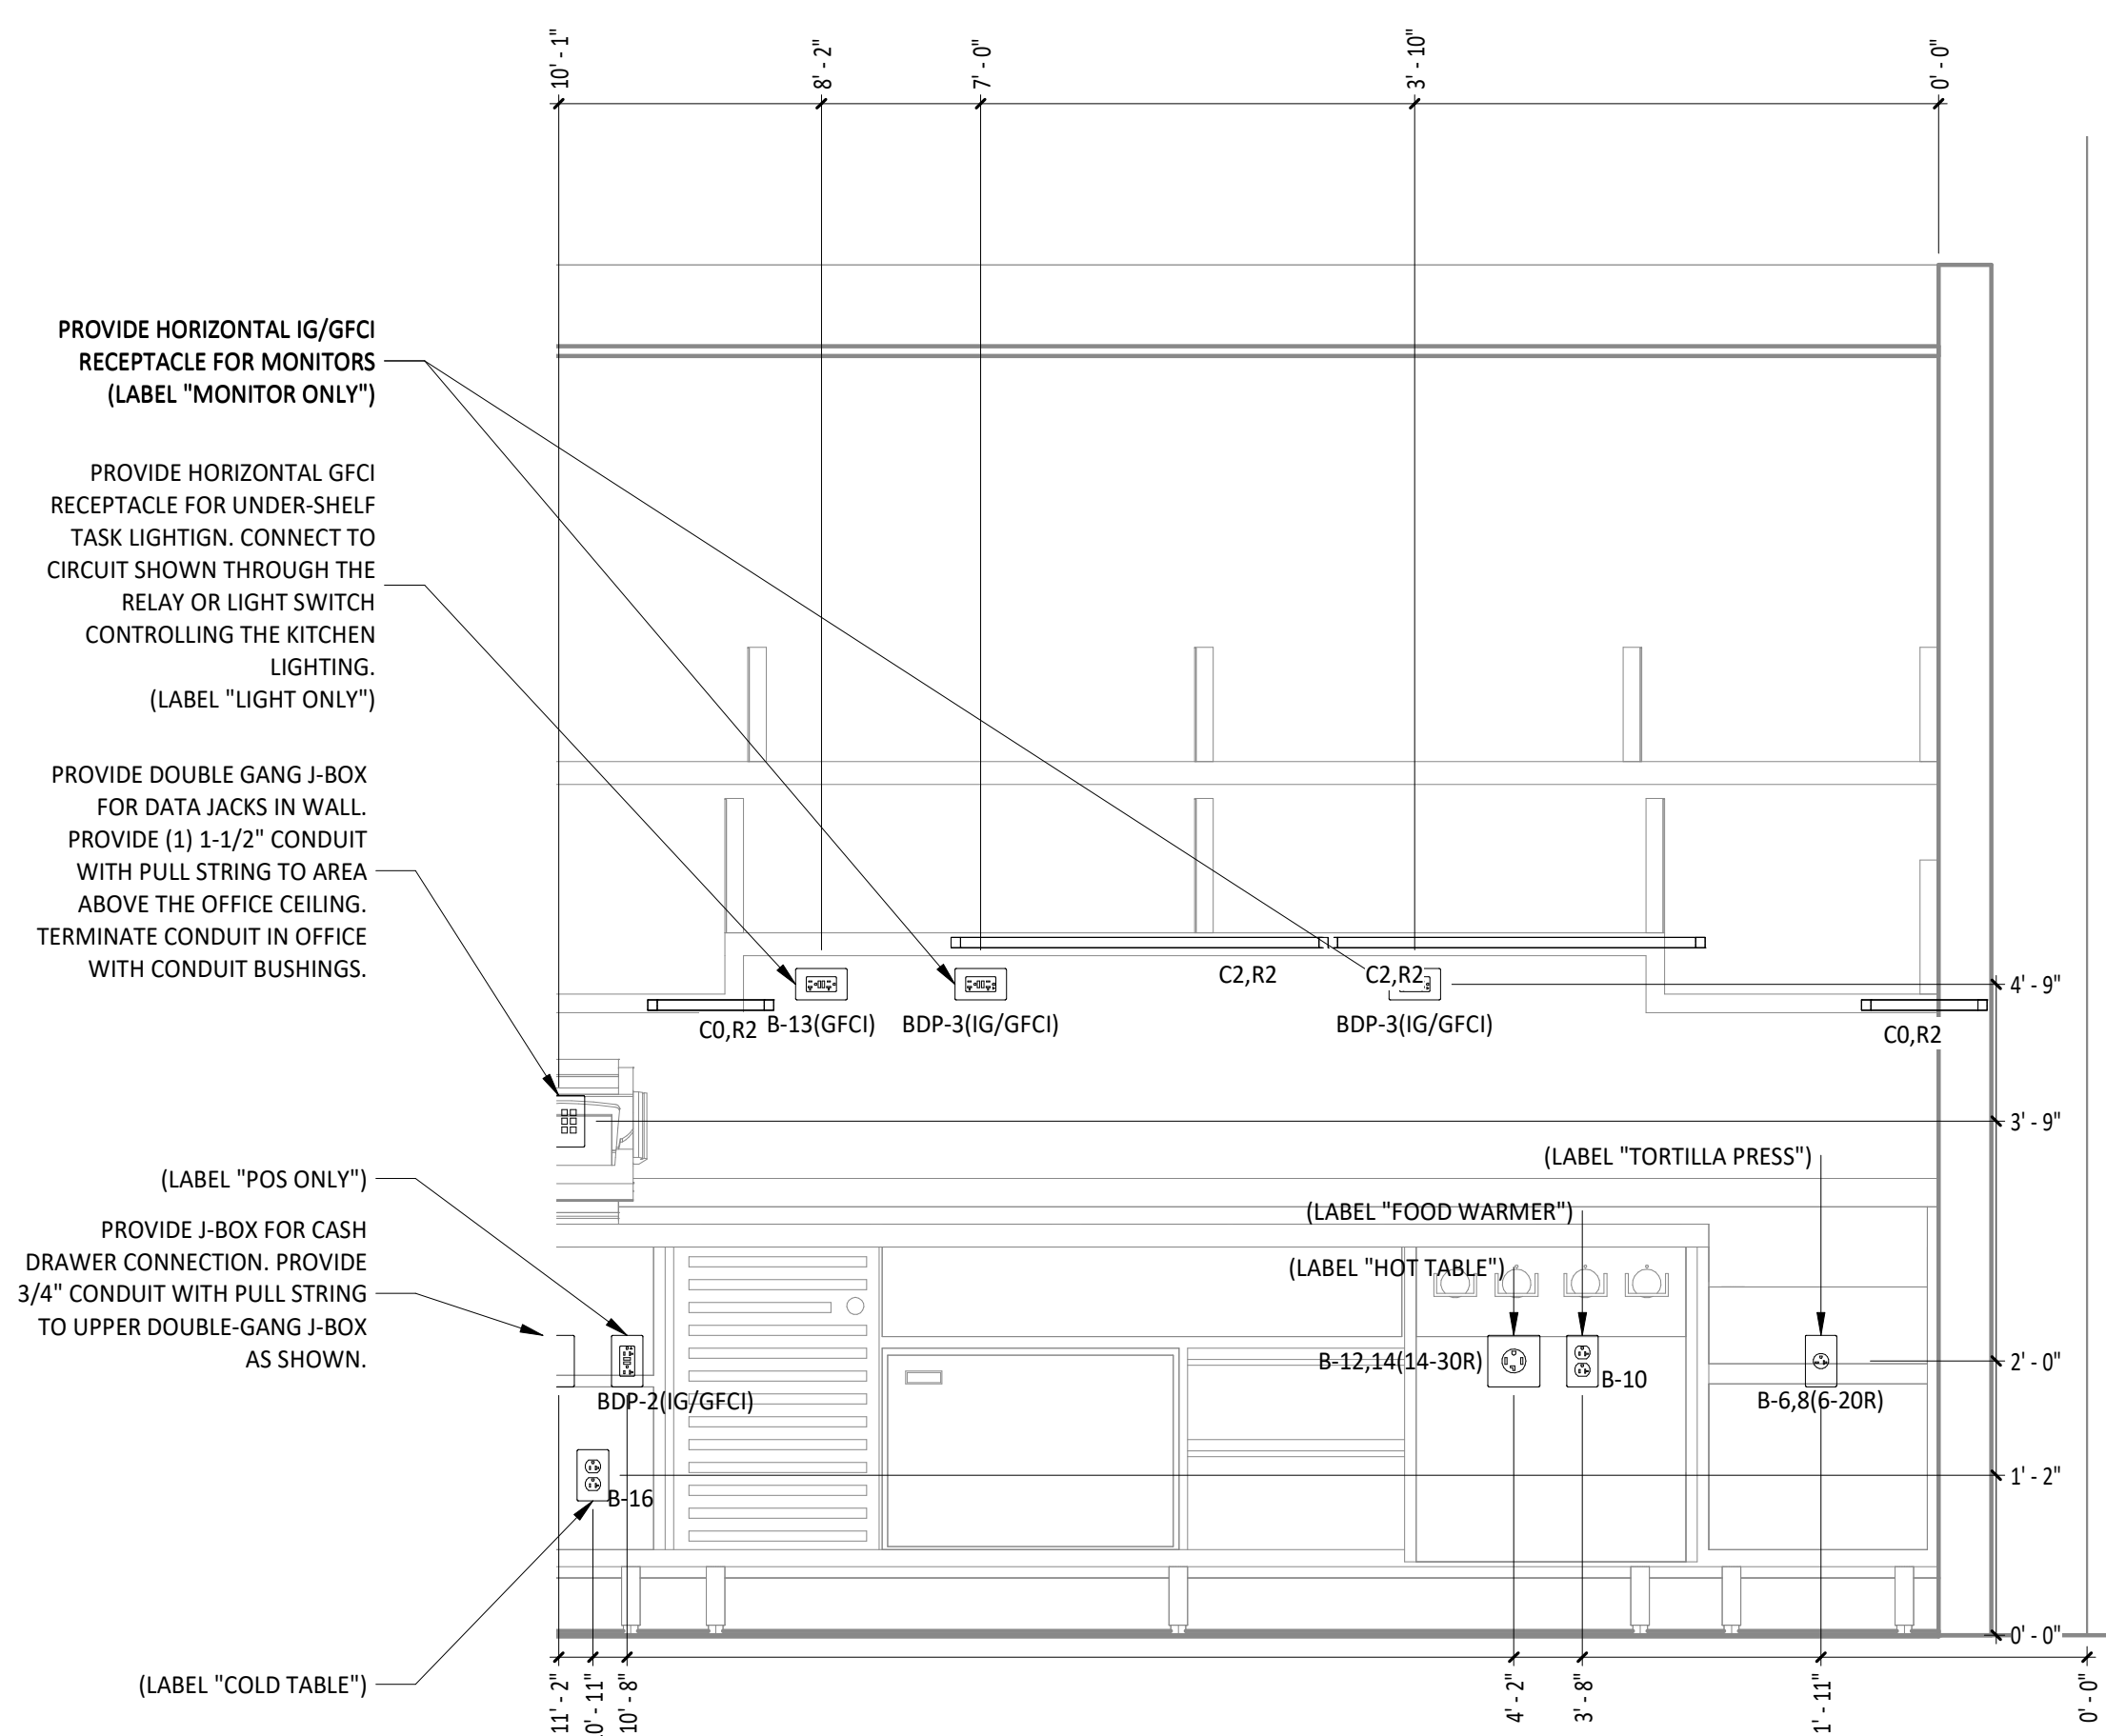 10' - 1"
8' - 2"
7' - 0"
3' - 10"
0' - 0"
PROVIDE HORIZONTAL IG/GFCI
RECEPTACLE FOR MONITORS
(LABEL "MONITOR ONLY")
PROVIDE HORIZONTAL GFCI
RECEPTACLE FOR UNDER-SHELF
TASK LIGHTIGN. CONNECT TO
CIRCUIT SHOWN THROUGH THE
RELAY OR LIGHT SWITCH
CONTROLLING THE KITCHEN
LIGHTING.
(LABEL "LIGHT ONLY")
PROVIDE DOUBLE GANG J-BOX
FOR DATA JACKS IN WALL.
PROVIDE (1) 1-1/2" CONDUIT
WITH PULL STRING TO AREA
ABOVE THE OFFICE CEILING.
TERMINATE CONDUIT IN OFFICE
WITH CONDUIT BUSHINGS.
C2,R2
C2,R2
4' - 9"
C0,R2
B-13(GFCI)
BDP-3(IG/GFCI)
BDP-3(IG/GFCI)
C0,R2
3' - 9"
(LABEL "TORTILLA PRESS")
(LABEL "POS ONLY")
(LABEL "FOOD WARMER")
PROVIDE J-BOX FOR CASH
DRAWER CONNECTION. PROVIDE
3/4" CONDUIT WITH PULL STRING
TO UPPER DOUBLE-GANG J-BOX
AS SHOWN.
(LABEL "HOT TABLE")
B-12,14(14-30R)
B-10
2' - 0"
BDP-2(IG/GFCI)
B-6,8(6-20R)
1' - 2"
B-16
0' - 0"
(LABEL "COLD TABLE")
11' - 2"
0' - 11"
10' - 8"
4' - 2"
3' - 8"
1' - 11"
0' - 0"